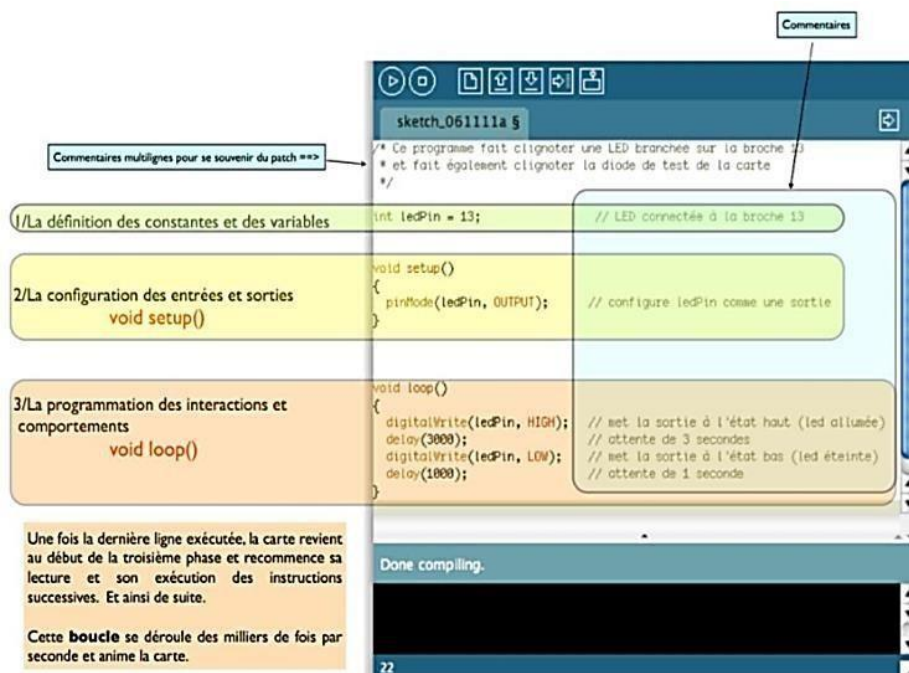 Commentaires
sketch_061111a §
Commentaires multilignes pour se souvenir du patch ==>
/* Ce programme fait clignoter une LED branchée sur la broche 13
* et fait également clignoter la diode de test de la carte
*/
1/La définition des constantes et des variables
int ledPin = 13; // LED connectée à la broche 13
2/La configuration des entrées et sorties
void setup()
void setup()
{
pinMode(ledPin, OUTPUT); // configure ledPin comme une sortie
}
3/La programmation des interactions et
comportements
void loop()
void loop()
{
digitalWrite(ledPin, HIGH); // met la sortie à l'état haut (led allumée)
delay(3000); // attente de 3 secondes
digitalWrite(ledPin, LOW); // met la sortie à l'état bas (led éteinte)
delay(1000); // attente de 1 seconde
}
Une fois la dernière ligne exécutée, la carte revient
au début de la troisième phase et recommence sa
lecture et son exécution des instructions
successives. Et ainsi de suite.
Cette boucle se déroule des milliers de fois par
seconde et anime la carte.
Done compiling.
22